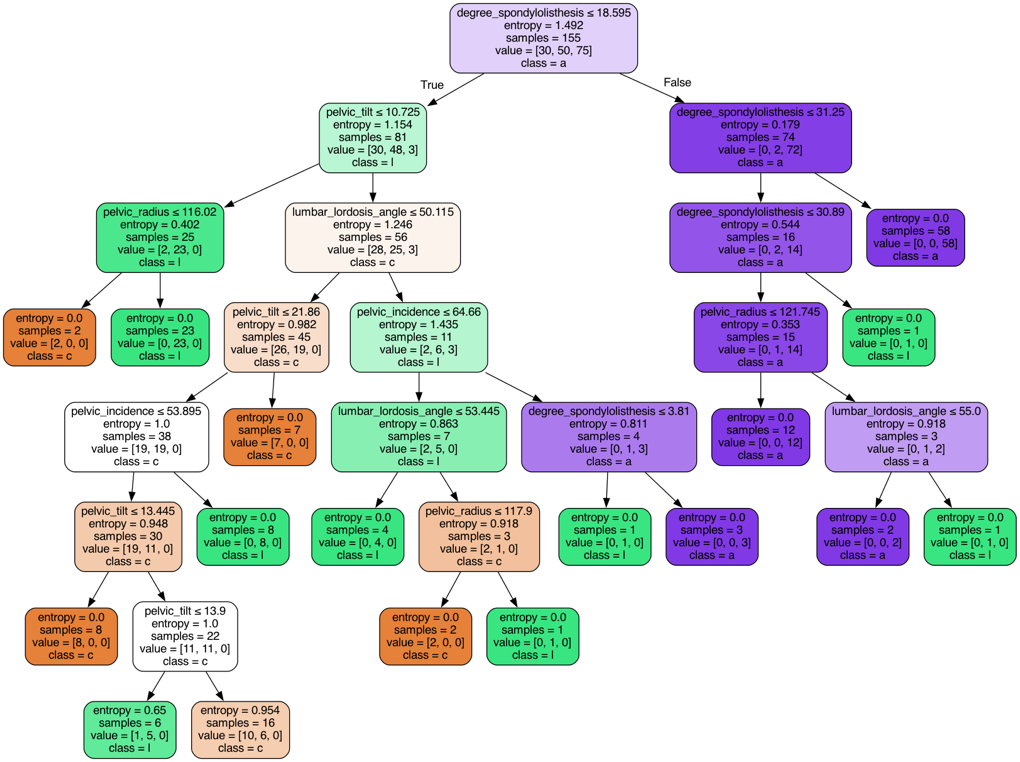 degree_spondylolisthesis ≤ 18.595
entropy = 1.492
samples = 155
value = [30, 50, 75]
class = a
True
False
pelvic_tilt ≤ 10.725
entropy = 1.154
samples = 81
value = [30, 48, 3]
class = l
degree_spondylolisthesis ≤ 31.25
entropy = 0.179
samples = 74
value = [0, 2, 72]
class = a
pelvic_radius ≤ 116.02
entropy = 0.402
samples = 25
value = [2, 23, 0]
class = l
lumbar_lordosis_angle ≤ 50.115
entropy = 1.246
samples = 56
value = [28, 25, 3]
class = c
degree_spondylolisthesis ≤ 30.89
entropy = 0.544
samples = 16
value = [0, 2, 14]
class = a
entropy = 0.0
samples = 58
value = [0, 0, 58]
class = a
entropy = 0.0
samples = 2
value = [2, 0, 0]
class = c
entropy = 0.0
samples = 23
value = [0, 23, 0]
class = l
pelvic_tilt ≤ 21.86
entropy = 0.982
samples = 45
value = [26, 19, 0]
class = c
pelvic_incidence ≤ 64.66
entropy = 1.435
samples = 11
value = [2, 6, 3]
class = l
pelvic_radius ≤ 121.745
entropy = 0.353
samples = 15
value = [0, 1, 14]
class = a
entropy = 0.0
samples = 1
value = [0, 1, 0]
class = l
pelvic_incidence ≤ 53.895
entropy = 1.0
samples = 38
value = [19, 19, 0]
class = c
entropy = 0.0
samples = 7
value = [7, 0, 0]
class = c
lumbar_lordosis_angle ≤ 53.445
entropy = 0.863
samples = 7
value = [2, 5, 0]
class = l
degree_spondylolisthesis ≤ 3.81
entropy = 0.811
samples = 4
value = [0, 1, 3]
class = a
entropy = 0.0
samples = 12
value = [0, 0, 12]
class = a
lumbar_lordosis_angle ≤ 55.0
entropy = 0.918
samples = 3
value = [0, 1, 2]
class = a
pelvic_tilt ≤ 13.445
entropy = 0.948
samples = 30
value = [19, 11, 0]
class = c
entropy = 0.0
samples = 8
value = [0, 8, 0]
class = l
entropy = 0.0
samples = 4
value = [0, 4, 0]
class = l
pelvic_radius ≤ 117.9
entropy = 0.918
samples = 3
value = [2, 1, 0]
class = c
entropy = 0.0
samples = 1
value = [0, 1, 0]
class = l
entropy = 0.0
samples = 3
value = [0, 0, 3]
class = a
entropy = 0.0
samples = 2
value = [0, 0, 2]
class = a
entropy = 0.0
samples = 1
value = [0, 1, 0]
class = l
entropy = 0.0
samples = 8
value = [8, 0, 0]
class = c
pelvic_tilt ≤ 13.9
entropy = 1.0
samples = 22
value = [11, 11, 0]
class = c
entropy = 0.0
samples = 2
value = [2, 0, 0]
class = c
entropy = 0.0
samples = 1
value = [0, 1, 0]
class = l
entropy = 0.65
samples = 6
value = [1, 5, 0]
class = l
entropy = 0.954
samples = 16
value = [10, 6, 0]
class = c